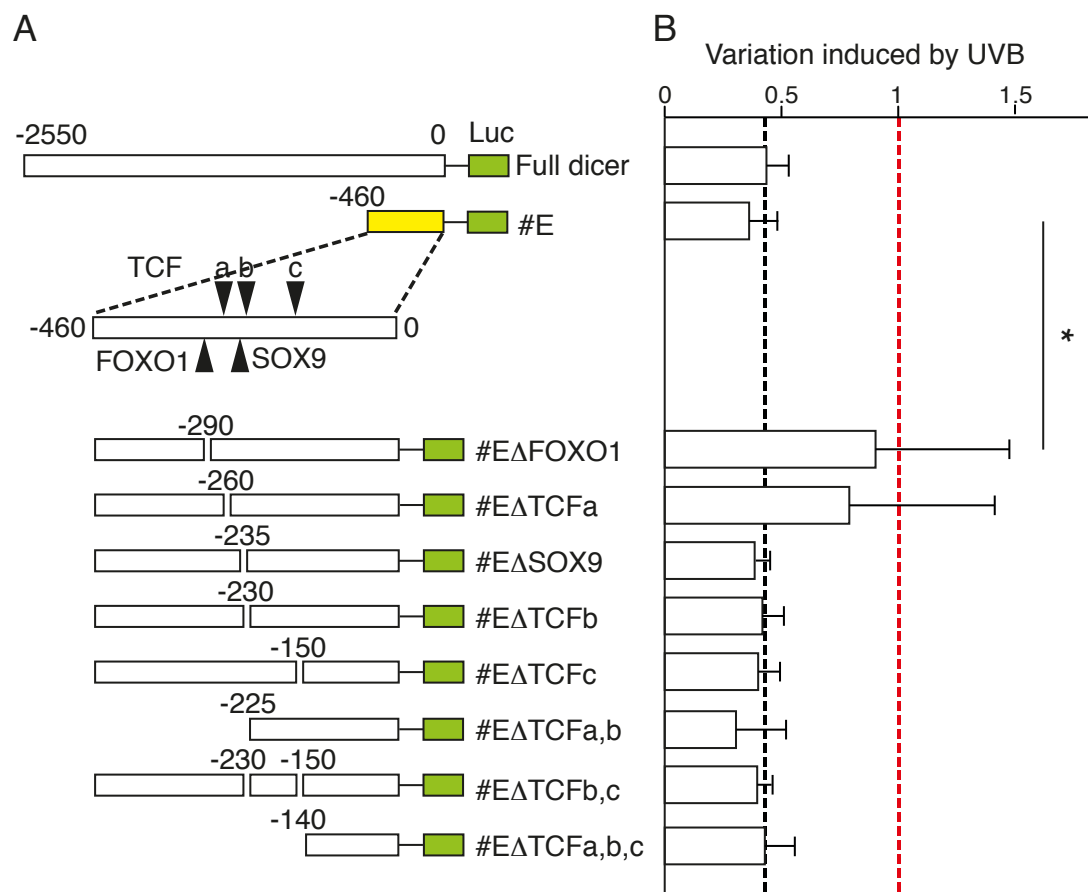 A
B
Variation induced by UVB
0 0.5 1 1.5
-2550 0 Luc
Full dicer
-460
#E
TCF a b c
-460 0
FOXO1 SOX9
*
-290
#EΔFOXO1
-260
#EΔTCFa
-235
#EΔSOX9
-230
#EΔTCFb
-150
#EΔTCFc
-225
#EΔTCFa,b
-230 -150
#EΔTCFb,c
-140
#EΔTCFa,b,c